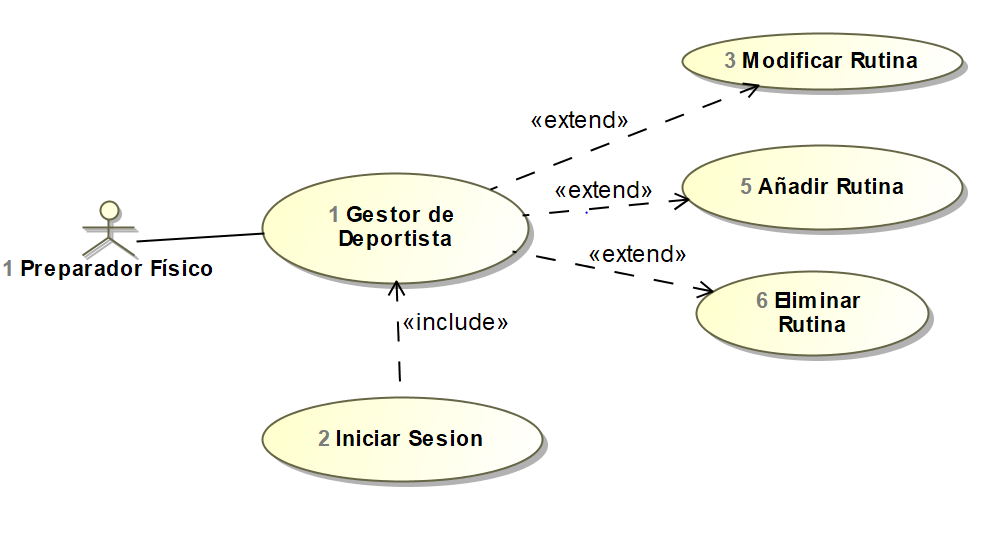 3 Modificar Rutina
«extend»
«extend»
5 Añadir Rutina
1 Gestor de
Deportista
«extend»
1 Preparador Físico
6 Eliminar
Rutina
«include»
2 Iniciar Sesion